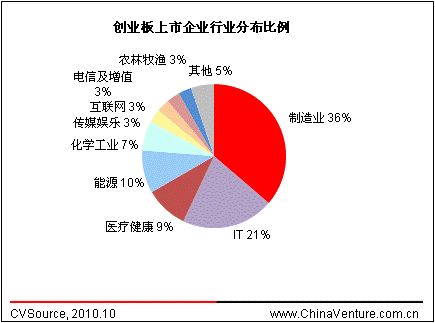 创业板上市企业行业分布比例
农林牧渔 3%
其他 5%
电信及增值
3%
互联网 3%
传媒娱乐 3%
化学工业 7%
能源 10%
医疗健康 9%
IT 21%
制造业 36%
CVSource, 2010.10
www.ChinaVenture.com.cn